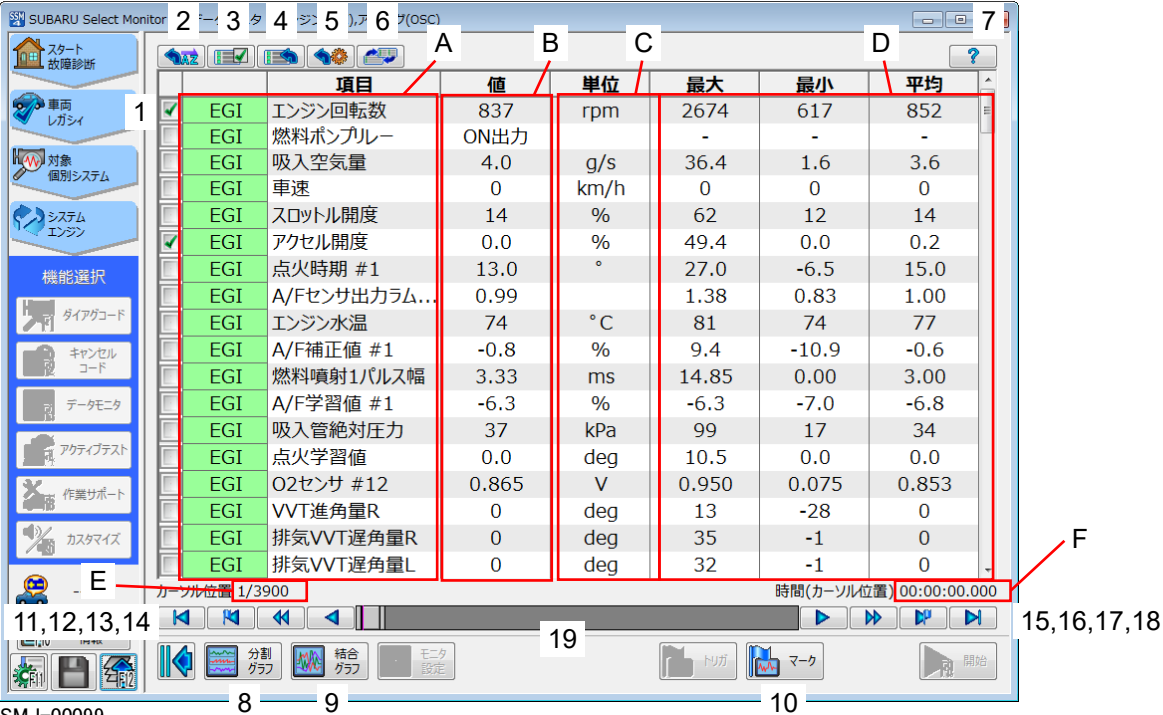 SUBARU Select Monitor
2 3 4 5 6 7
ジン(OSC)
A B C D
スタート
故障診断
車両
レガシィ
1
対象
個別システム
システム
エンジン
機能選択
ダイアグコード
キャンセル
コード
データモニタ
アクティブテスト
作業サポート
カスタマイズ
項目 値 単位 最大 最小 平均
EGI エンジン回転数 837 rpm 2674 617 852
EGI 燃料ポンプリレー ON出力 - - -
EGI 吸入空気量 4.0 g/s 36.4 1.6 3.6
EGI 車速 0 km/h 0 0 0
EGI スロットル開度 14 % 62 12 14
EGI アクセル開度 0.0 % 49.4 0.0 0.2
EGI 点火時期 #1 13.0 ° 27.0 -6.5 15.0
EGI A/Fセンサ出力ラム... 0.99 1.38 0.83 1.00
EGI エンジン水温 74 °C 81 74 77
EGI A/F補正値 #1 -0.8 % 9.4 -10.9 -0.6
EGI 燃料噴射1パルス幅 3.33 ms 14.85 0.00 3.00
EGI A/F学習値 #1 -6.3 % -6.3 -7.0 -6.8
EGI 吸入管絶対圧力 37 kPa 99 17 34
EGI 点火学習値 0.0 deg 10.5 0.0 0.0
EGI O2センサ #12 0.865 V 0.950 0.075 0.853
EGI VVT進角量R 0 deg 13 -28 0
EGI 排気VVT遅角量R 0 deg 35 -1 0
EGI 排気VVT遅角量L 0 deg 32 -1 0
E
F
カーソル位置 1/3900 時間(カーソル位置) 00:00:00.000
11,12,13,14
19
15,16,17,18
分割
グラフ
結合
グラフ
モニタ
設定
トリガ
マーク
開始
F11
F12
8 9 10